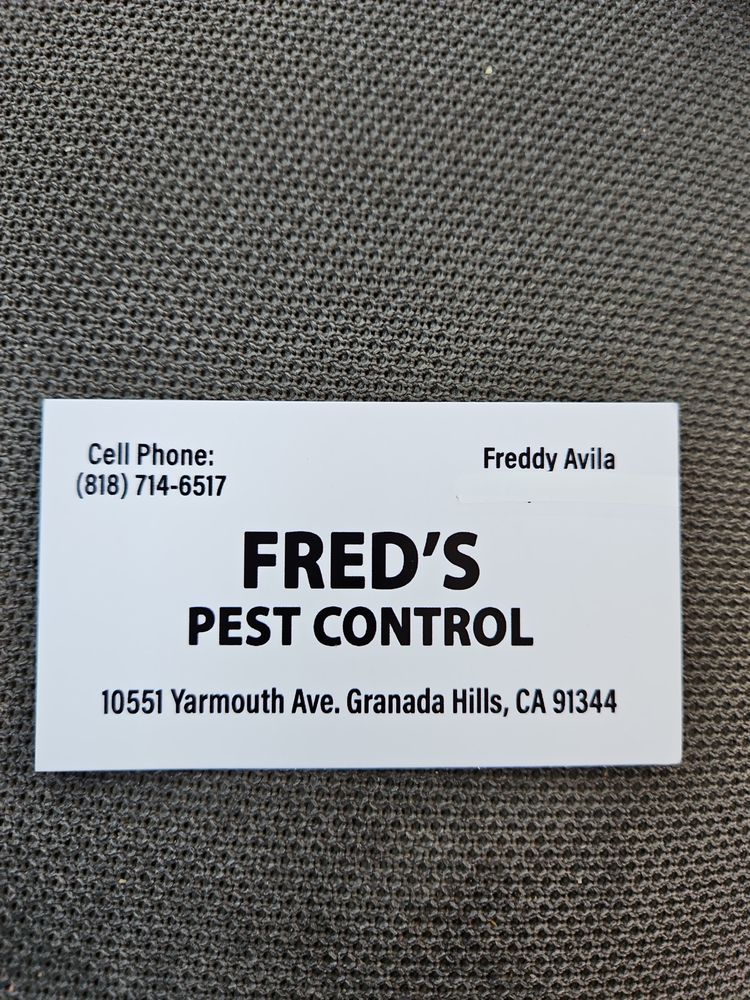 Cell Phone:
(818) 714-6517
Freddy Avila
FRED'S
PEST CONTROL
10551 Yarmouth Ave. Granada Hills, CA 91344